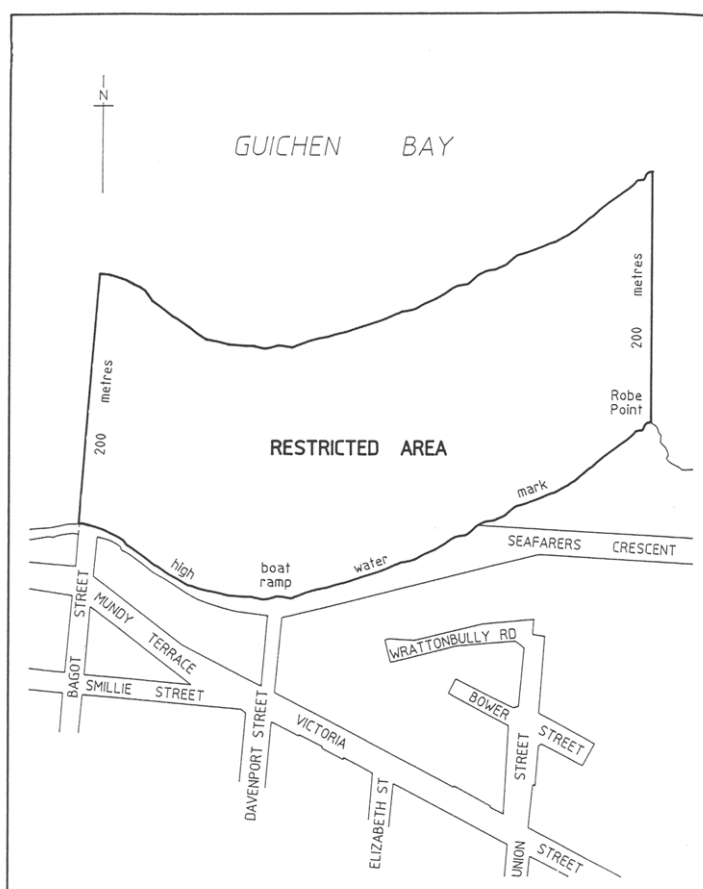 N
GUICHEN BAY
200 metres
200 metres
Robe
Point
RESTRICTED AREA
high water mark
boat
ramp
SEAFARERS CRESCENT
BAGOT STREET
MUNDY TERRACE
SMILLIE STREET
DAVENPORT STREET
VICTORIA STREET
ELIZABETH ST
WRATTONBULLY RD
BOWER STREET
UNION STREET